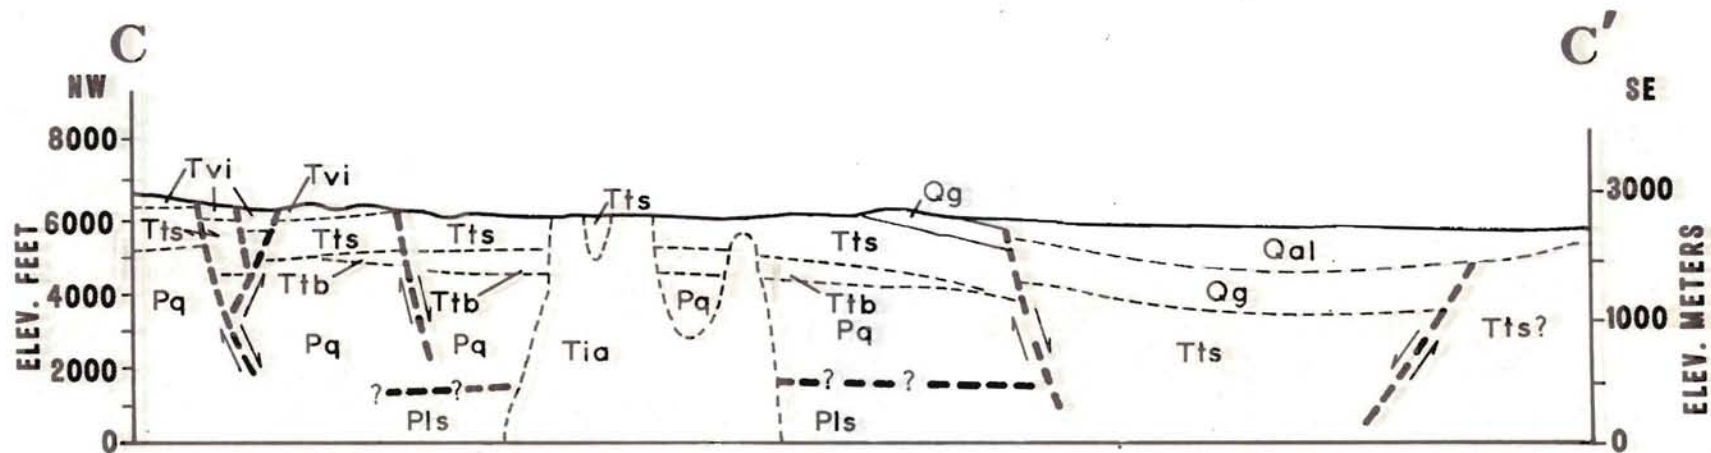 C C'
NW SE
8000
6000
4000
2000
0
ELEV. FEET
3000
1000
0
ELEV. METERS
Tvi Tvi Tts Qg
Tts Tts Tts Tts Qal
Ttb Ttb Pq Ttb Qg
Pq Pq Pq Tia Pq Tts Tts?
? ? ? ?
Pls Pls